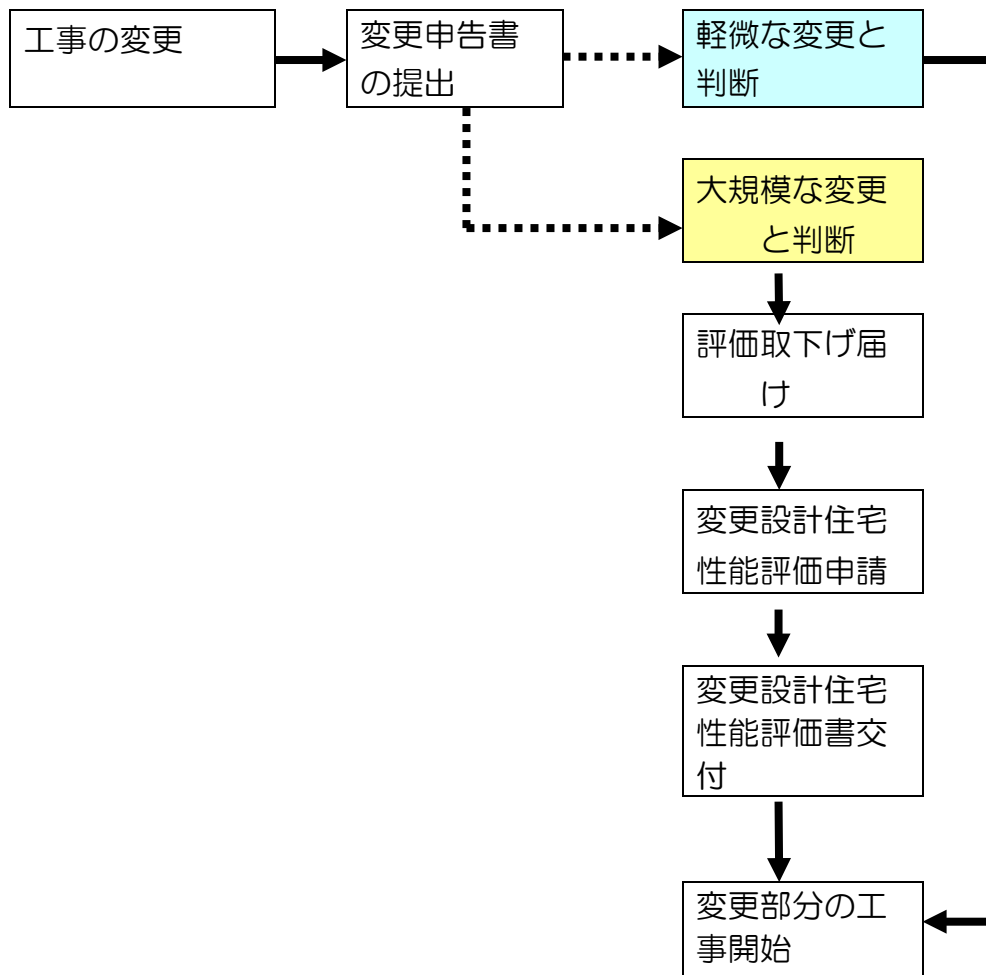 工事の変更
変更申告書
の提出
軽微な変更と
判断
大規模な変更
と判断
評価取下げ届
け
変更設計住宅
性能評価申請
変更設計住宅
性能評価書交
付
変更部分の工
事開始